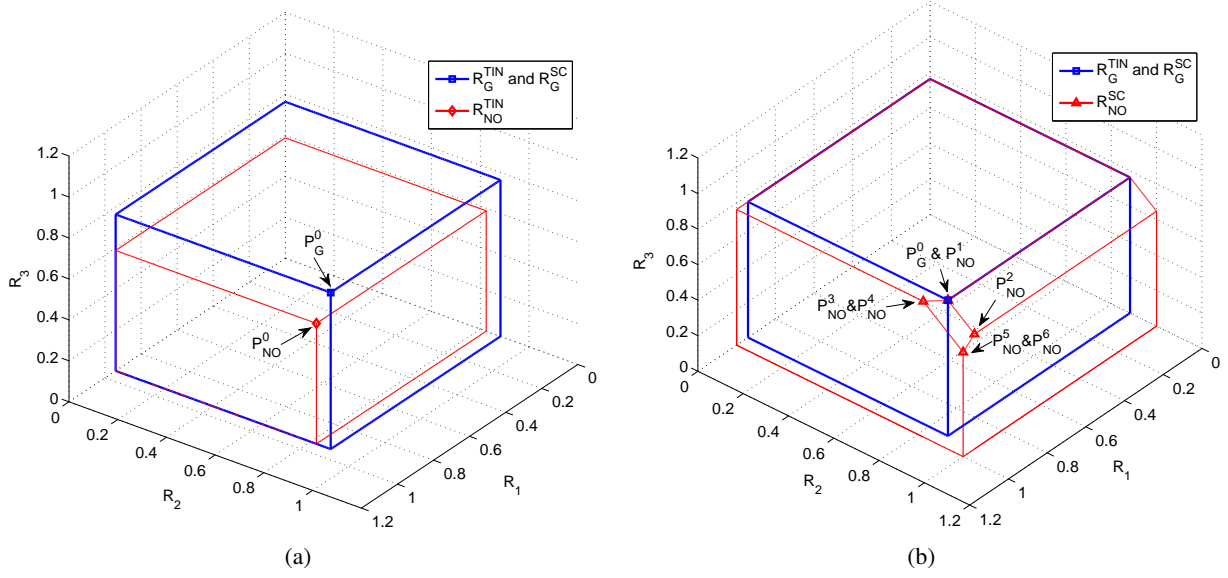 R_G^TIN and R_G^SC
R_NO^TIN
1.2
1
0.8
0.6
0.4
0.2
0
R_3
P_G^0
P_NO^0
0
0.2
0.4
0.6
0.8
1
R_2
0
0.2
0.4
0.6
0.8
1
1.2
R_1
(a)
R_G^TIN and R_G^SC
R_NO^SC
1.2
1
0.8
0.6
0.4
0.2
0
R_3
P_G^0 & P_NO^1
P_NO^2
P_NO^3&P_NO^4
P_NO^5&P_NO^6
0
0.2
0.4
0.6
0.8
1
1.2
R_2
0
0.2
0.4
0.6
0.8
1
1.2
R_1
(b)